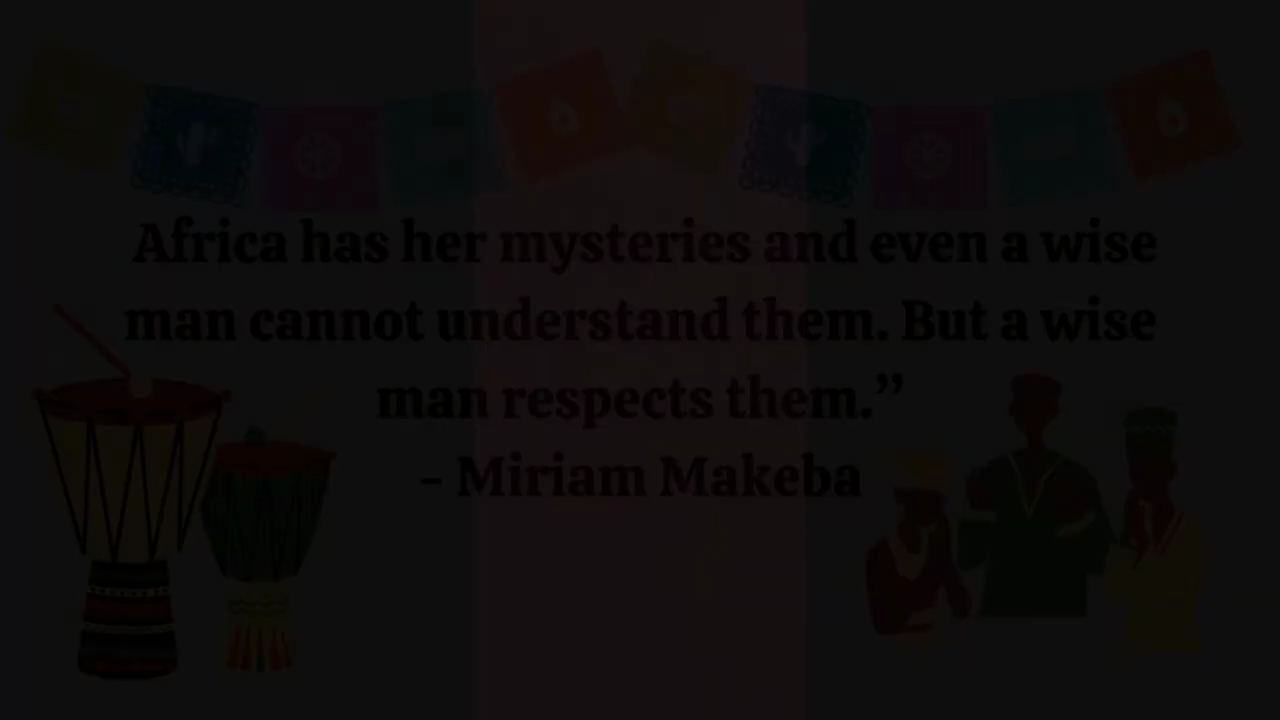 Africa has her mysteries and even a wise
man cannot understand them. But a wise
man respects them.”
- Miriam Makeba